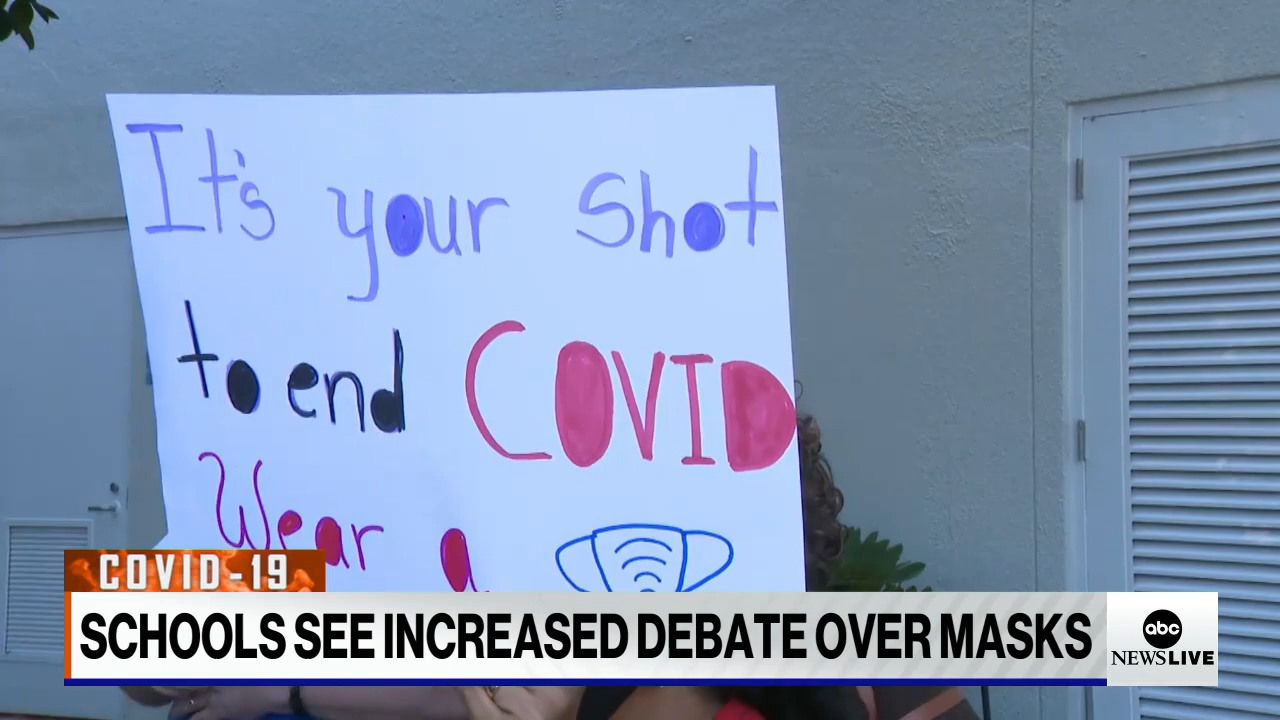 It's your Shot
to end COVID
Wear a
COVID-19
SCHOOLS SEE INCREASED DEBATE OVER MASKS
abc
NEWS LIVE